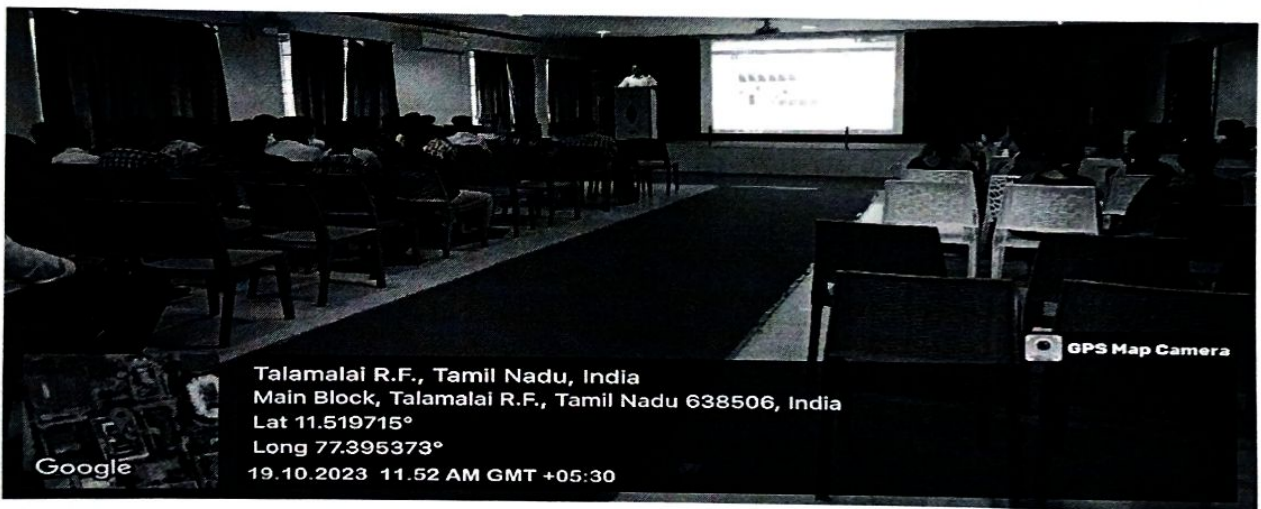 GPS Map Camera
Talamalai R.F., Tamil Nadu, India
Main Block, Talamalai R.F., Tamil Nadu 638506, India
Lat 11.519715°
Long 77.395373°
19.10.2023 11.52 AM GMT +05:30
Google